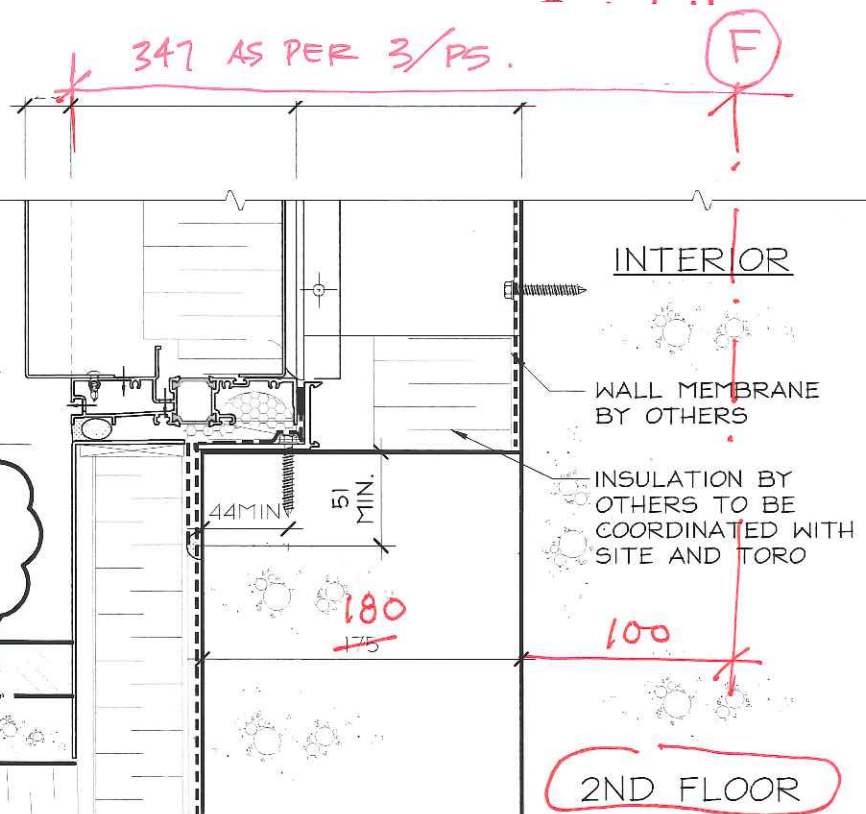 347 AS PER 3/P5.
F
INTERIOR
WALL MEMBRANE
BY OTHERS
INSULATION BY
OTHERS TO BE
COORDINATED WITH
SITE AND TORO
44MIN
51
MIN.
180
175
100
2ND FLOOR